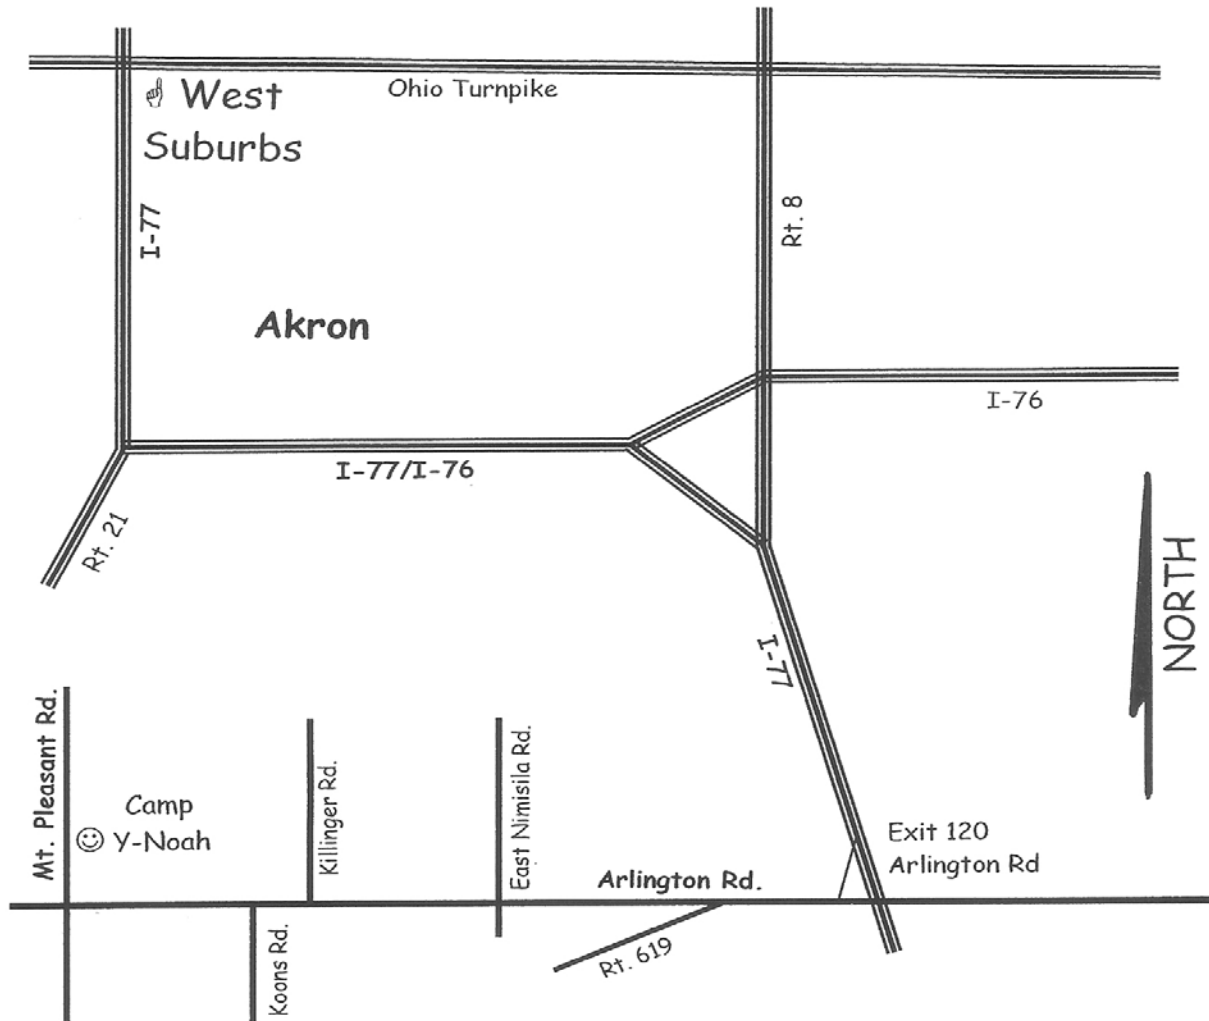 ☝ West
Suburbs
Ohio Turnpike
I-77
Rt. 8
Akron
I-76
I-77/I-76
Rt. 21
NORTH
I-77
Mt. Pleasant Rd.
Camp
☺ Y-Noah
Killinger Rd.
East Nimisila Rd.
Exit 120
Arlington Rd
Arlington Rd.
Rt. 619
Koons Rd.